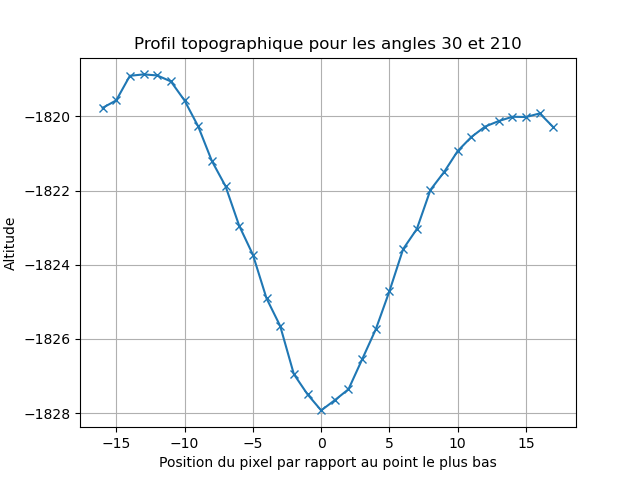 Profil topographique pour les angles 30 et 210
−1820
−1822
−1824
−1826
−1828
Altitude
−15 −10 −5 0 5 10 15
Position du pixel par rapport au point le plus bas